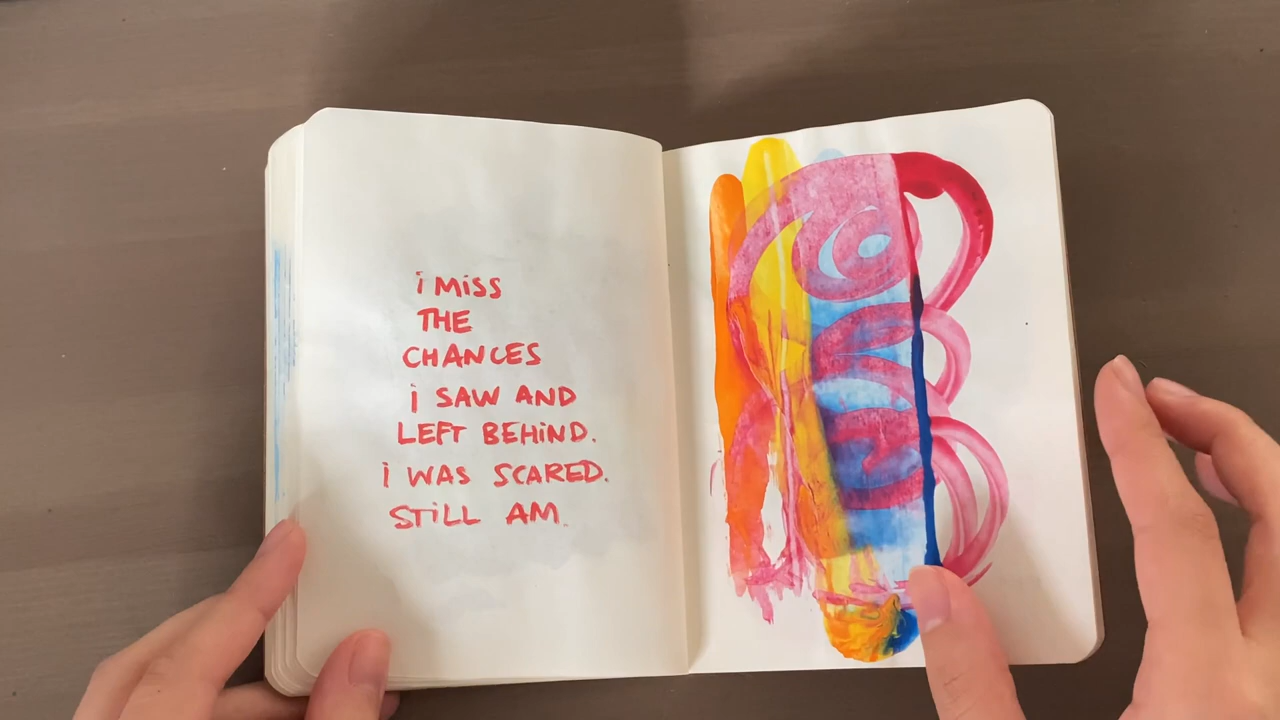 i MiSS
THE
CHANCES
i SAW AND
LEFT BEHiND.
i WAS SCARED.
STiLL AM.